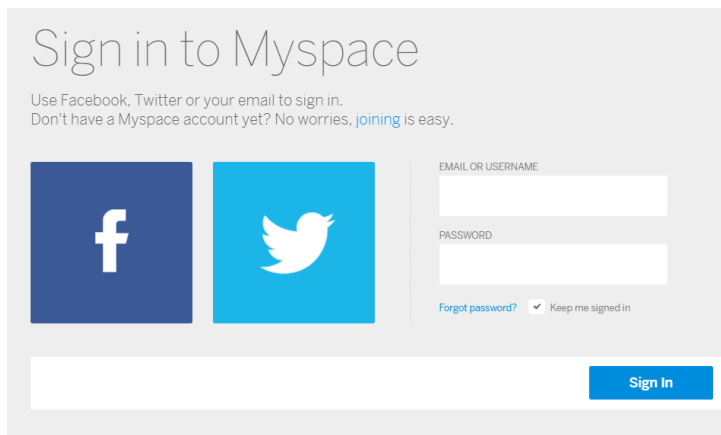 Sign in to Myspace
Use Facebook, Twitter or your email to sign in.
Don't have a Myspace account yet? No worries, joining is easy.
EMAIL OR USERNAME
PASSWORD
Forgot password? Keep me signed in
Sign In